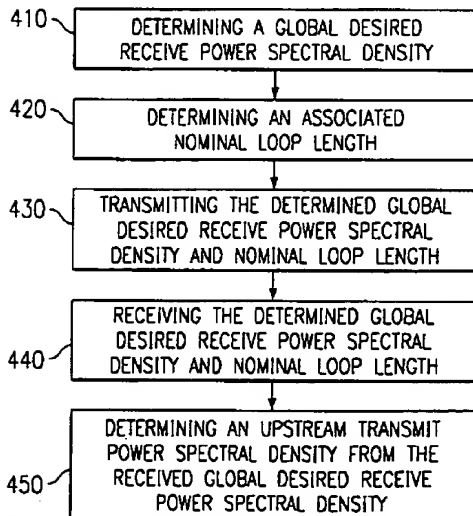 410
DETERMINING A GLOBAL DESIRED
RECEIVE POWER SPECTRAL DENSITY
420
DETERMINING AN ASSOCIATED
NOMINAL LOOP LENGTH
430
TRANSMITTING THE DETERMINED GLOBAL
DESIRED RECEIVE POWER SPECTRAL
DENSITY AND NOMINAL LOOP LENGTH
440
RECEIVING THE DETERMINED GLOBAL
DESIRED RECEIVE POWER SPECTRAL
DENSITY AND NOMINAL LOOP LENGTH
450
DETERMINING AN UPSTREAM TRANSMIT
POWER SPECTRAL DENSITY FROM THE
RECEIVED GLOBAL DESIRED RECEIVE
POWER SPECTRAL DENSITY